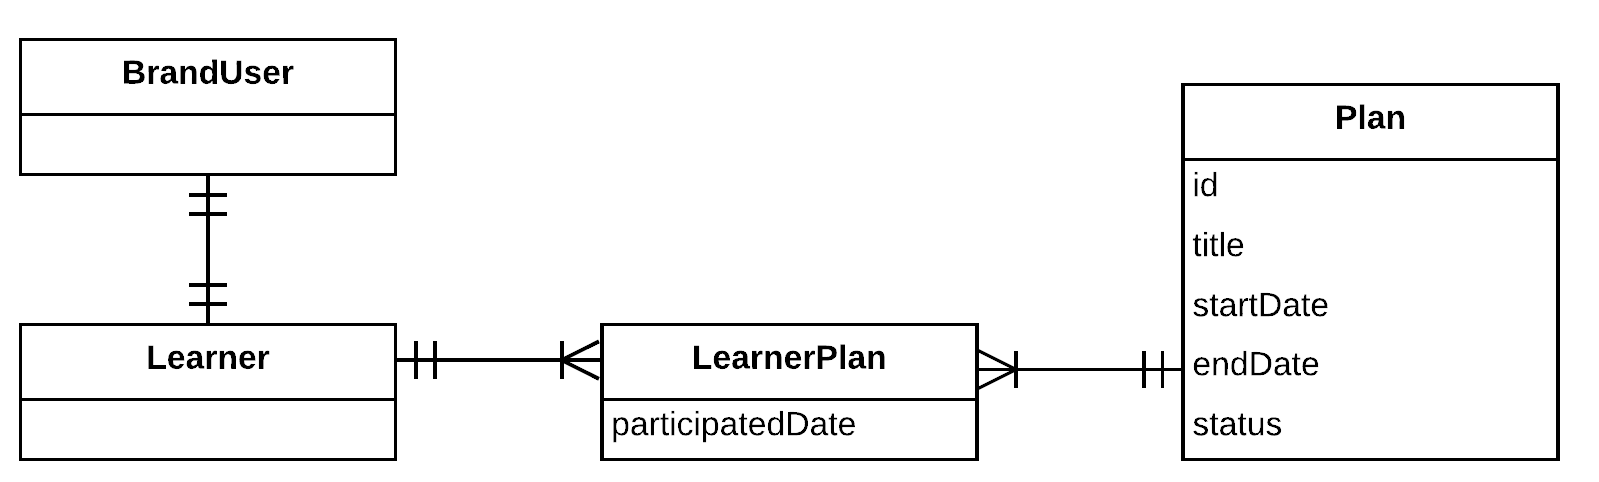 BrandUser
Learner
LearnerPlan
participatedDate
Plan
id
title
startDate
endDate
status